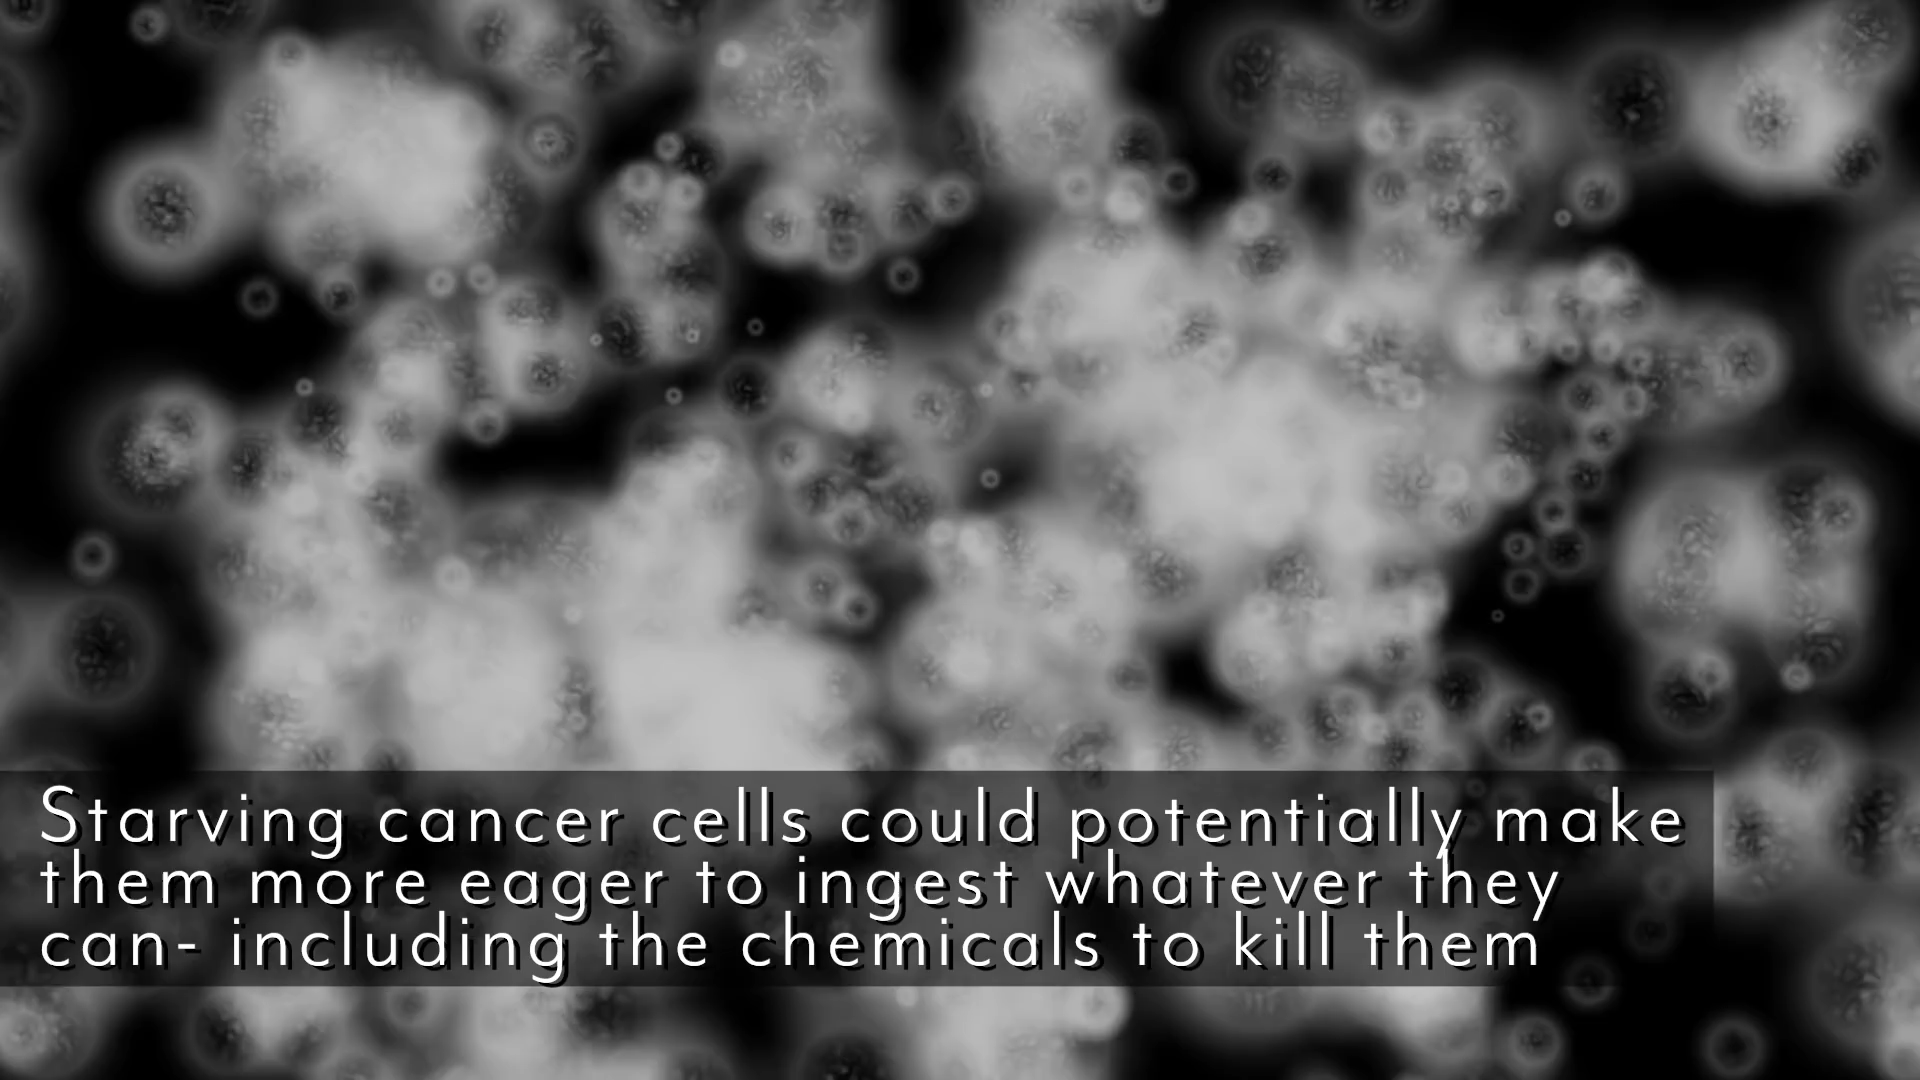 Starving cancer cells could potentially make
them more eager to ingest whatever they
can- including the chemicals to kill them